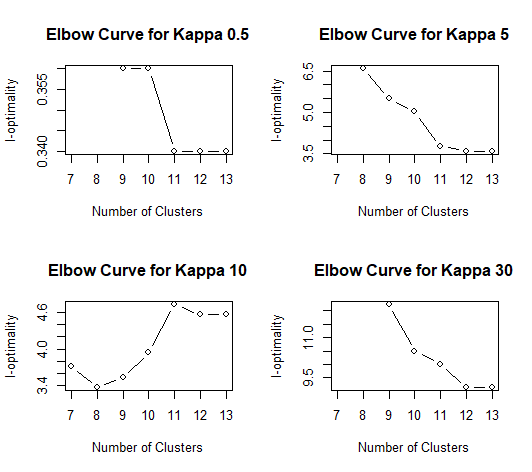 Elbow Curve for Kappa 0.5
I-optimality
0.355
0.340
7 8 9 10 11 12 13
Number of Clusters
Elbow Curve for Kappa 5
I-optimality
6.5
5.0
3.5
7 8 9 10 11 12 13
Number of Clusters
Elbow Curve for Kappa 10
I-optimality
4.6
4.0
3.4
7 8 9 10 11 12 13
Number of Clusters
Elbow Curve for Kappa 30
I-optimality
11.0
9.5
7 8 9 10 11 12 13
Number of Clusters